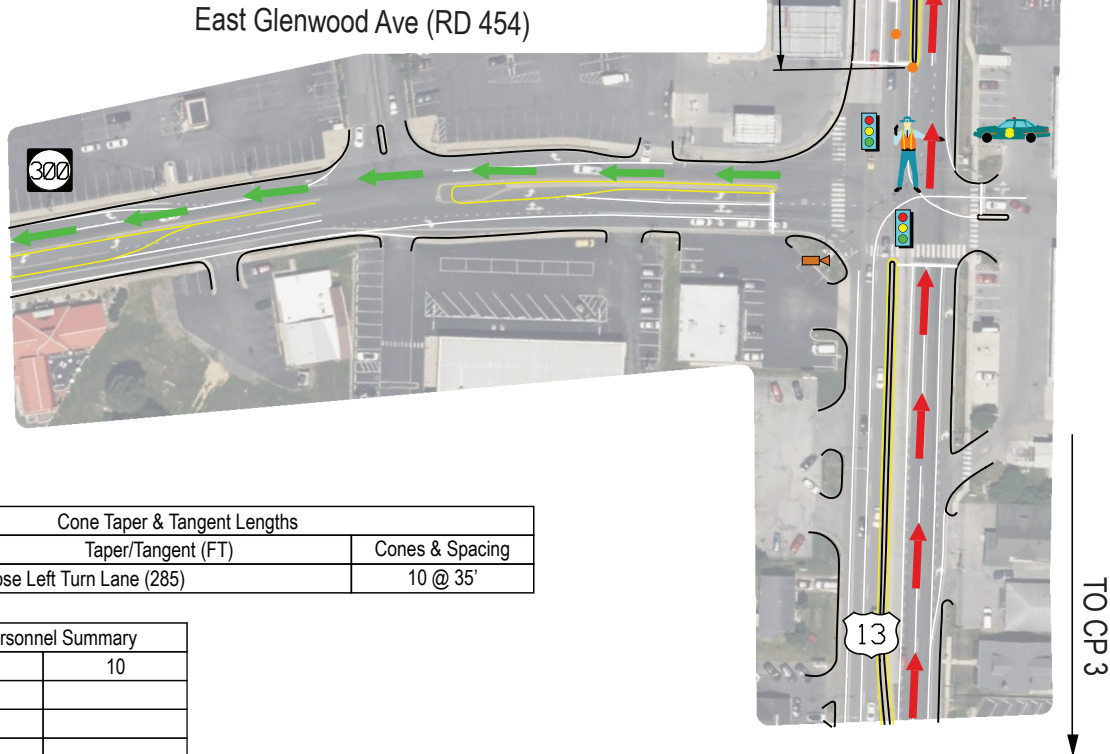 East Glenwood Ave (RD 454)
300
13
TO CP 3
Cone Taper & Tangent Lengths
Taper/Tangent (FT)
Cones & Spacing
ose Left Turn Lane (285)
10 @ 35'
rsonnel Summary
10